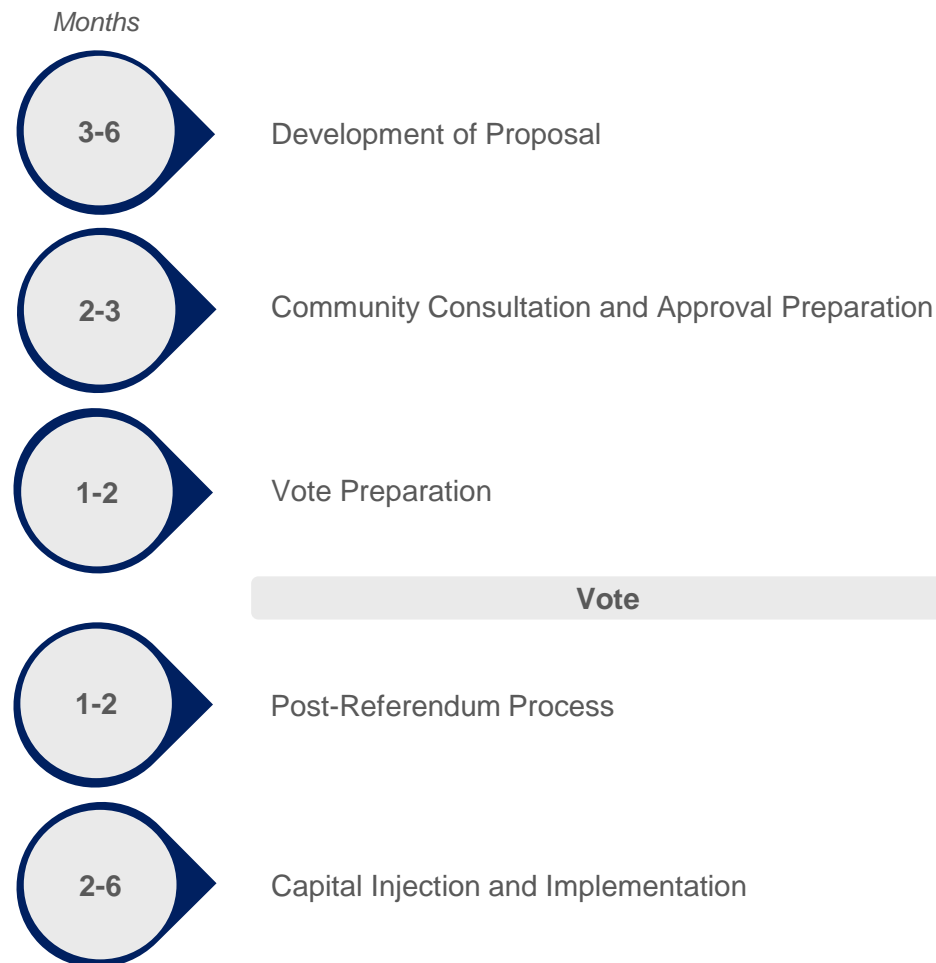 Months
3-6
Development of Proposal
2-3
Community Consultation and Approval Preparation
1-2
Vote Preparation
Vote
1-2
Post-Referendum Process
2-6
Capital Injection and Implementation